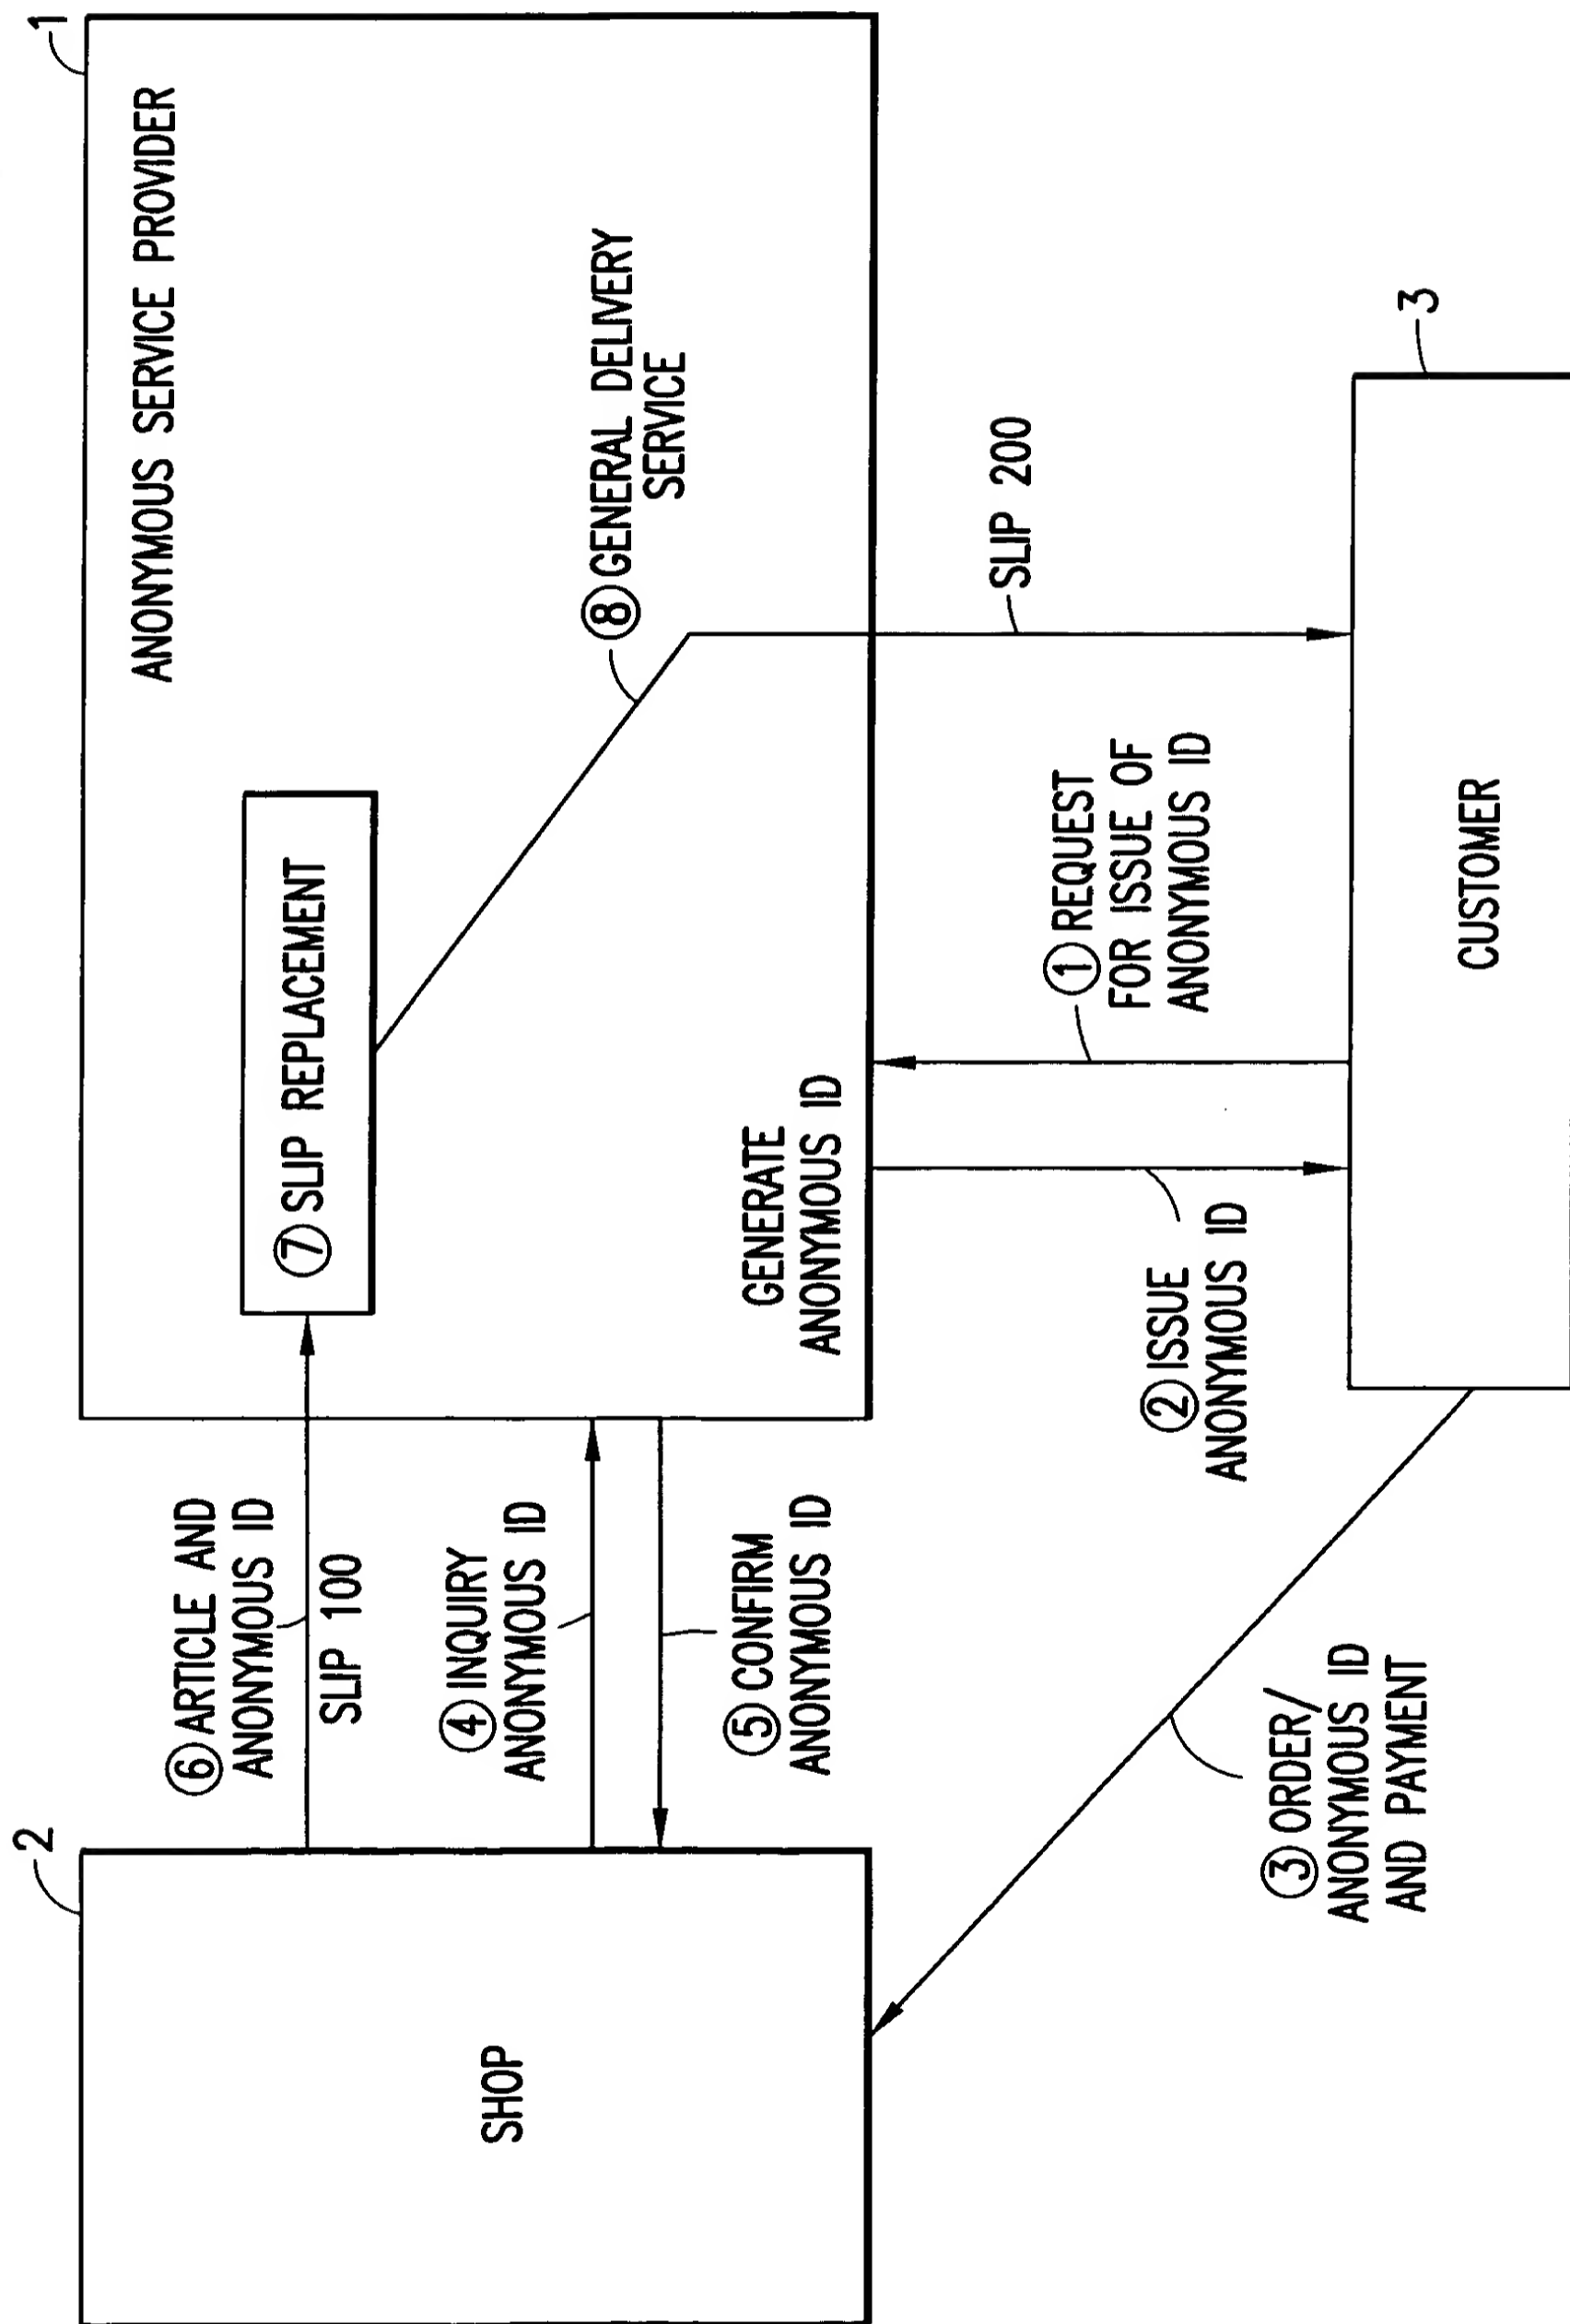 1
ANONYMOUS SERVICE PROVIDER
2
⑥ ARTICLE AND
ANONYMOUS ID
SLIP 100
⑦ SLIP REPLACEMENT
④ INQUIRY
ANONYMOUS ID
⑤ CONFIRM
ANONYMOUS ID
SHOP
⑧ GENERAL DELIVERY
SERVICE
GENERATE
ANONYMOUS ID
SLIP 200
① REQUEST
FOR ISSUE OF
ANONYMOUS ID
② ISSUE
ANONYMOUS ID
③ ORDER/
ANONYMOUS ID
AND PAYMENT
3
CUSTOMER